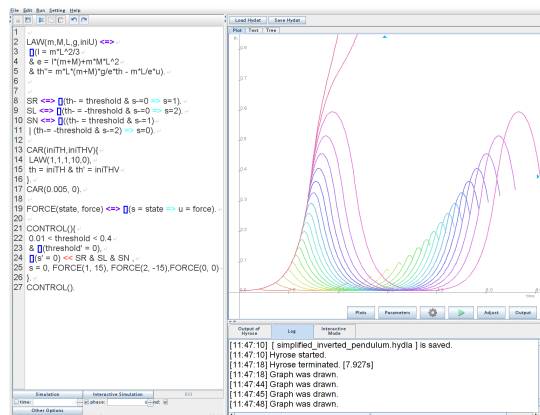 File Edit Run Setting Help
Load Hydat Save Hydat
Plot Text Tree
1
2 LAW(m,M,L,g,iniU) <=>
3 [](I = m*L^2/3
4 & e = I*(m+M)+m*M*L^2
5 & th''= m*L*(m+M)*g/e*th - m*L/e*u).
6
7
8 SR <=> [](th- = threshold & s-=0 => s=1).
9 SL <=> [](th- = -threshold & s-=0 => s=2).
10 SN <=> []((th- = threshold & s-=1)
11 | (th-= -threshold & s-=2) => s=0).
12
13 CAR(iniTH,iniTHV){
14 LAW(1,1,1,10,0),
15 th = iniTH & th' = iniTHV
16 }.
17 CAR(0.005, 0).
18
19 FORCE(state, force) <=> [](s = state => u = force).
20
21 CONTROL(){
22 0.01 < threshold < 0.4
23 & [](threshold' = 0),
24 [](s' = 0) << SR & SL & SN ,
25 s = 0, FORCE(1, 15), FORCE(2, -15),FORCE(0, 0)
26 }.
27 CONTROL().
th
time
Plots Parameters Adjust Output
Output of Hyrose Log Interactive Mode
[11:47:10] [ simplified_inverted_pendulum.hydla ] is saved.
[11:47:10] Hyrose started.
[11:47:18] Hyrose terminated. [7.927s]
[11:47:18] Graph was drawn.
[11:47:44] Graph was drawn.
[11:47:45] Graph was drawn.
[11:47:48] Graph was drawn.
Simulation Interactive Simulation Kill
time: phase: nd:
Other Options